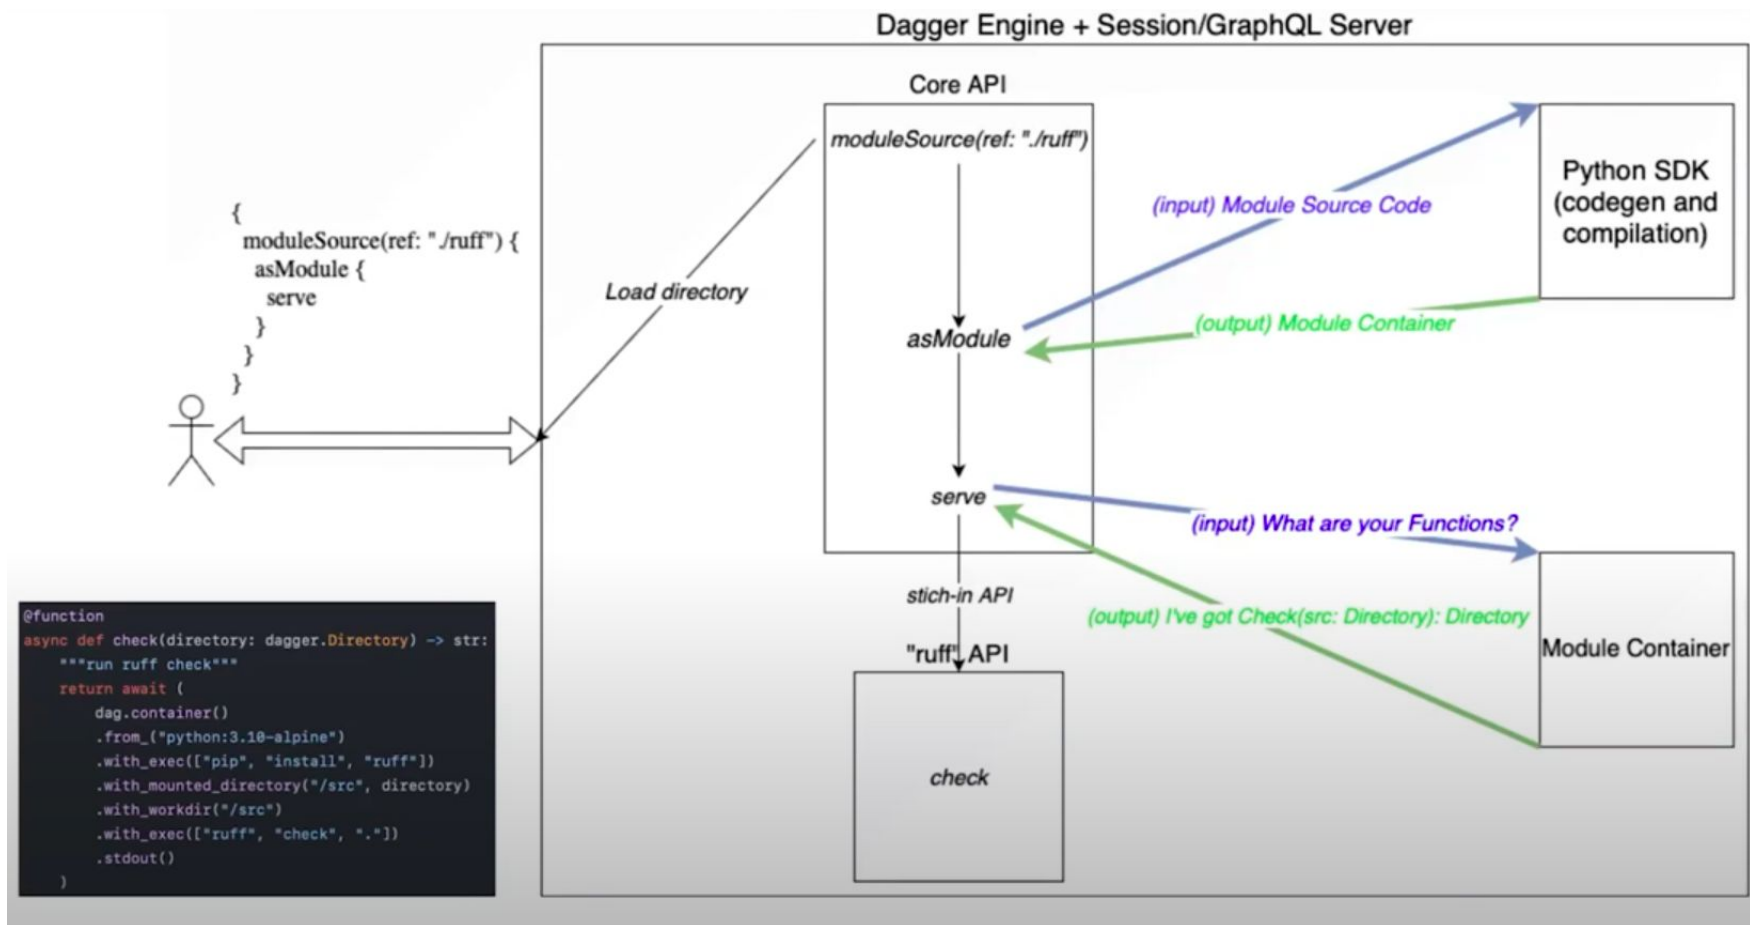 Dagger Engine + Session/GraphQL Server
Core API
moduleSource(ref: "./ruff")
Python SDK
(codegen and
compilation)
(input) Module Source Code
{
moduleSource(ref: "./ruff") {
asModule {
serve
}
}
}
Load directory
(output) Module Container
asModule
serve
(input) What are your Functions?
stich-in API
(output) I've got Check(src: Directory): Directory
"ruff" API
Module Container
check
@function
async def check(directory: dagger.Directory) -> str:
"""run ruff check"""
return await (
dag.container()
.from_("python:3.10-alpine")
.with_exec(["pip", "install", "ruff"])
.with_mounted_directory("/src", directory)
.with_workdir("/src")
.with_exec(["ruff", "check", "."])
.stdout()
)